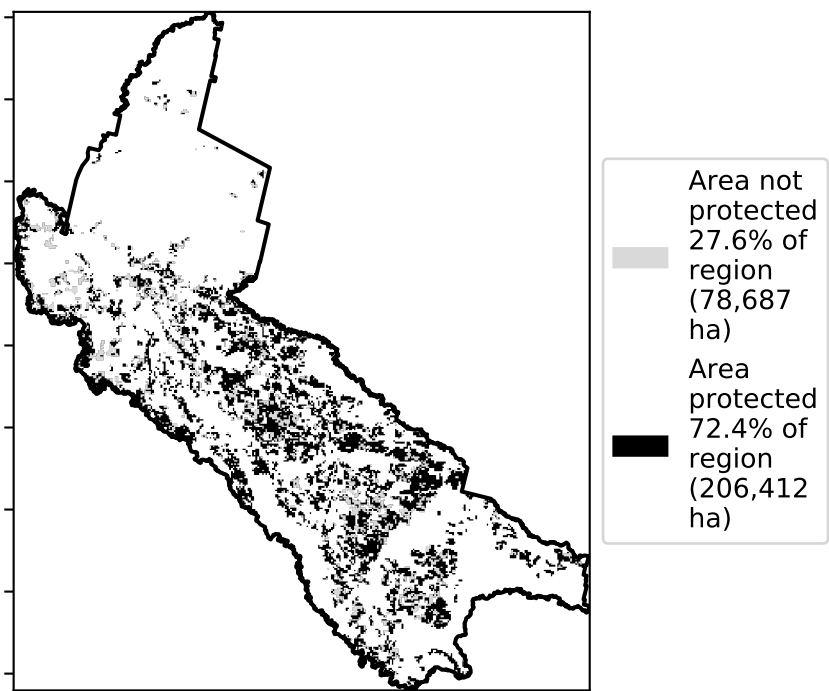 Area not
protected
27.6% of
region
(78,687
ha)
Area
protected
72.4% of
region
(206,412
ha)